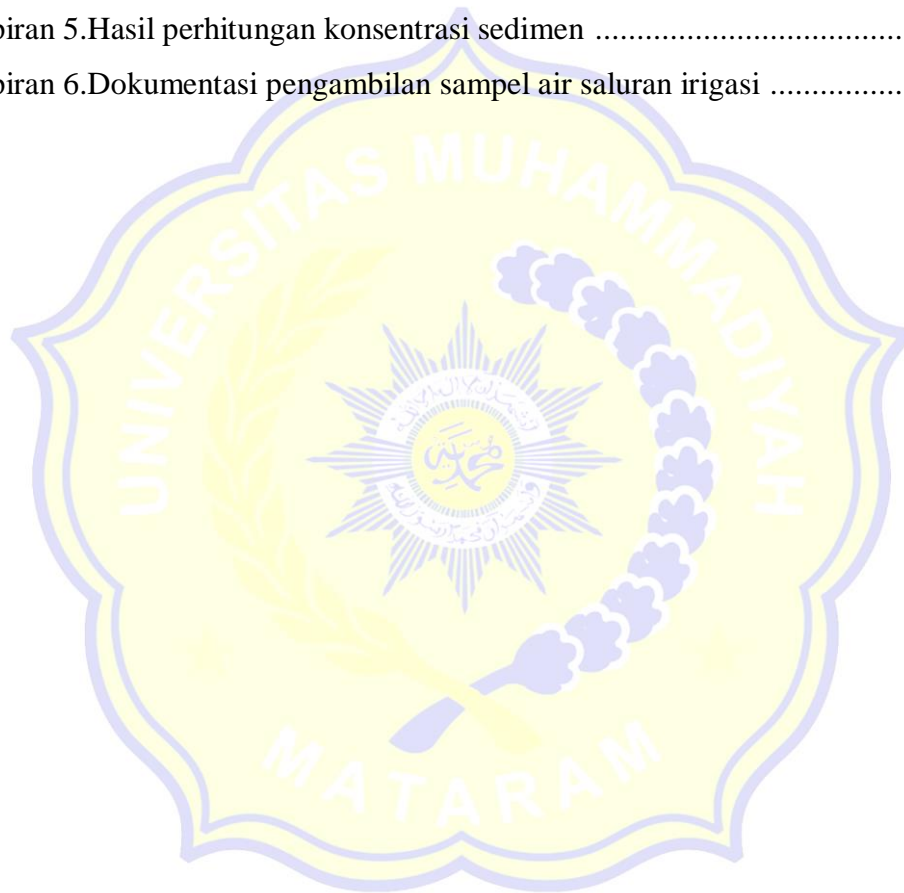 piran 5.Hasil perhitungan konsentrasi sedimen ....................................
piran 6.Dokumentasi pengambilan sampel air saluran irigasi ................
UNIVERSITAS MUHAMMADIYAH
MATARAM